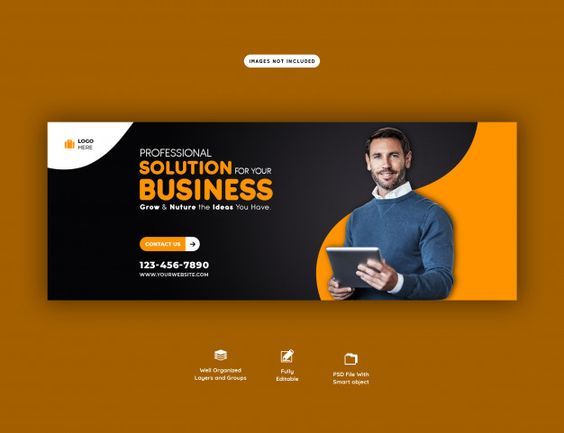 IMAGES NOT INCLUDED
LOGO
HERE
PROFESSIONAL
SOLUTION FOR YOUR
BUSINESS
Grow & Nuture the Ideas You Have.
CONTACT US
123-456-7890
WWW.YOURWEBSITE.COM
Well Organized
Layers and Groups
Fully
Editable
PSD File With
Smart object